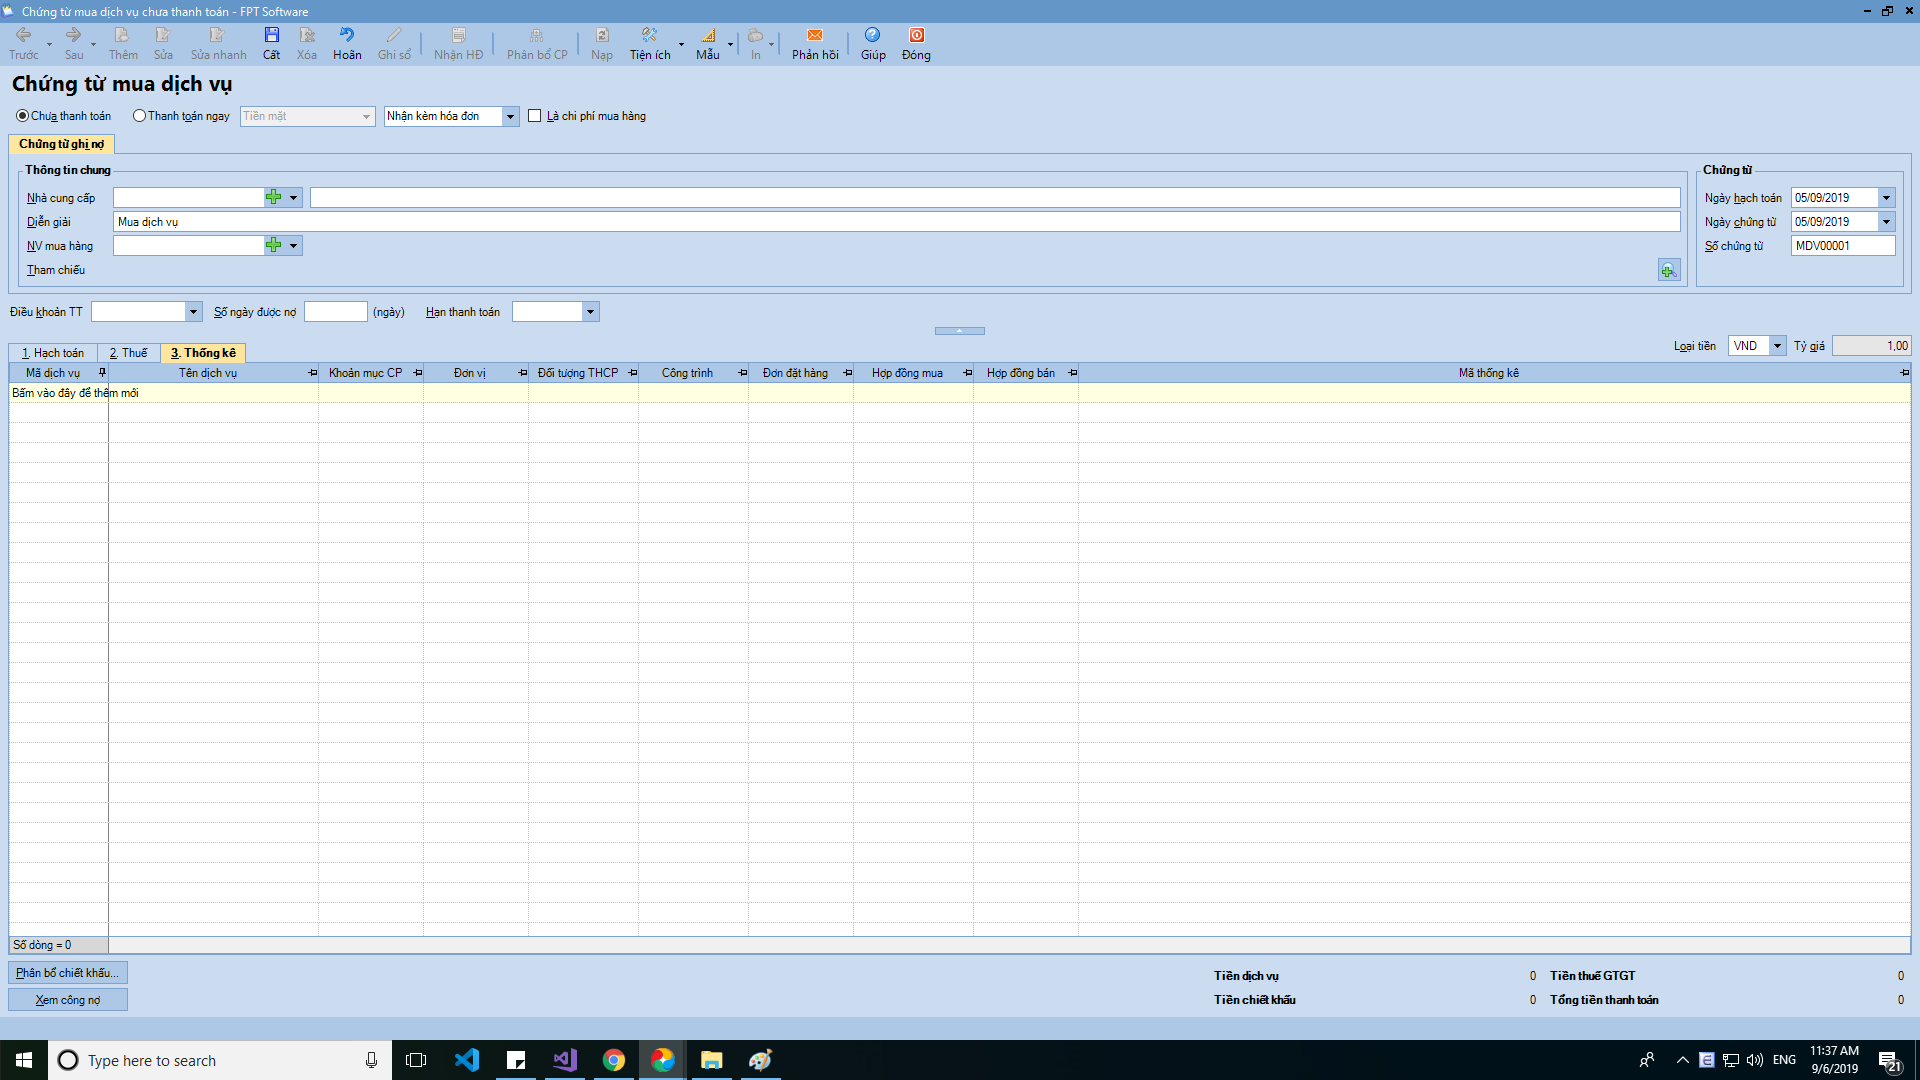 Chứng từ mua dịch vụ chưa thanh toán - FPT Software
Trước Sau Thêm Sửa Sửa nhanh Cất Xóa Hoãn Ghi sổ Nhận HĐ Phân bổ CP Nạp Tiện ích Mẫu In Phản hồi Giúp Đóng
Chứng từ mua dịch vụ
Chưa thanh toán Thanh toán ngay Tiền mặt Nhận kèm hóa đơn Là chi phí mua hàng
Chứng từ ghi nợ
Thông tin chung Chứng từ
Nhà cung cấp Ngày hạch toán 05/09/2019
Diễn giải Mua dịch vụ Ngày chứng từ 05/09/2019
NV mua hàng Số chứng từ MDV00001
Tham chiếu
Điều khoản TT Số ngày được nợ (ngày) Hạn thanh toán
1. Hạch toán 2. Thuế 3. Thống kê Loại tiền VND Tỷ giá 1,00
Mã dịch vụ Tên dịch vụ Khoản mục CP Đơn vị Đối tượng THCP Công trình Đơn đặt hàng Hợp đồng mua Hợp đồng bán Mã thống kê
Bấm vào đây để thêm mới
Số dòng = 0
Phân bổ chiết khấu... Tiền dịch vụ 0 Tiền thuế GTGT 0
Xem công nợ Tiền chiết khấu 0 Tổng tiền thanh toán 0
Type here to search ENG 11:37 AM
9/6/2019 21